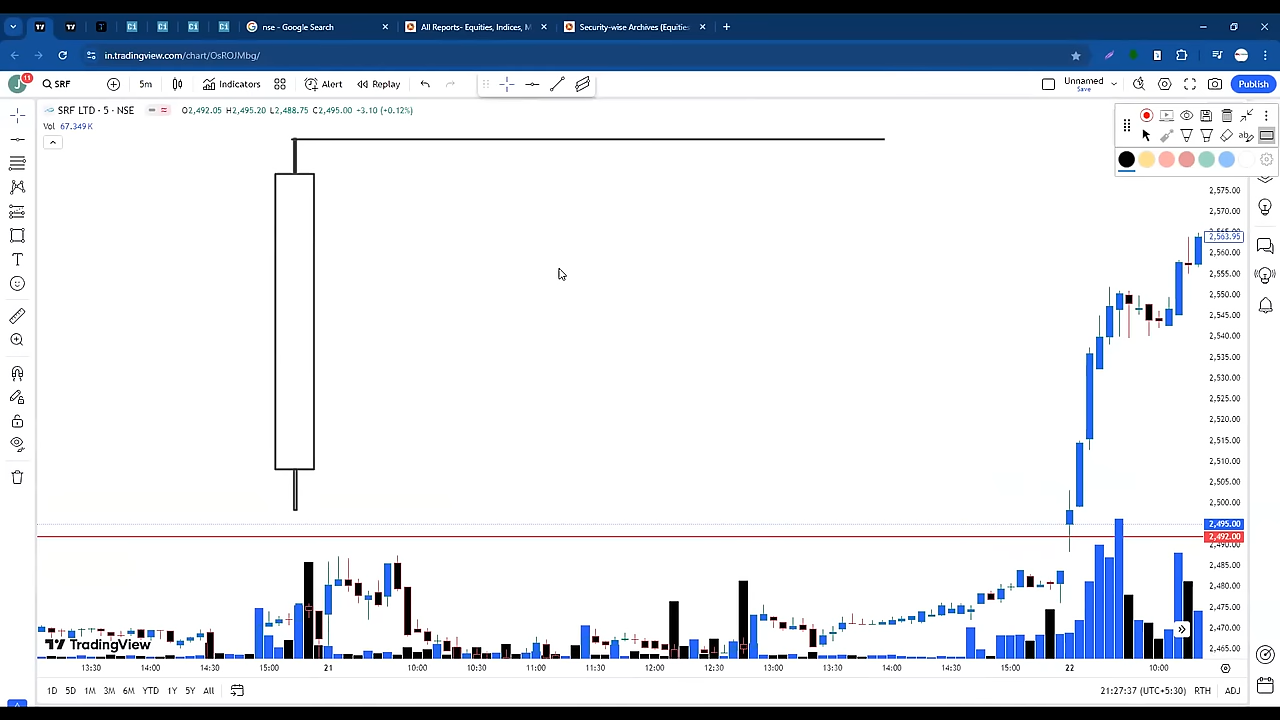 nse - Google Search
All Reports- Equities, Indices, M
Security-wise Archives (Equities
in.tradingview.com/chart/OsROJMbg/
J 11 SRF 5m Indicators Alert Replay Unnamed Save Publish
SRF LTD · 5 · NSE O2,492.05 H2,495.20 L2,488.75 C2,495.00 -3.10 (+0.12%)
Vol 67.349K
2,575.00
2,570.00
2,563.95
2,560.00
2,555.00
2,550.00
2,545.00
2,540.00
2,535.00
2,530.00
2,525.00
2,520.00
2,515.00
2,510.00
2,505.00
2,500.00
2,495.00
2,492.00
2,485.00
2,480.00
2,475.00
2,470.00
2,465.00
TradingView
13:30 14:00 14:30 15:00 21 10:00 10:30 11:00 11:30 12:00 12:30 13:00 13:30 14:00 14:30 15:00 22 10:00
1D 5D 1M 3M 6M YTD 1Y 5Y All 21:27:37 (UTC+5:30) RTH ADJ